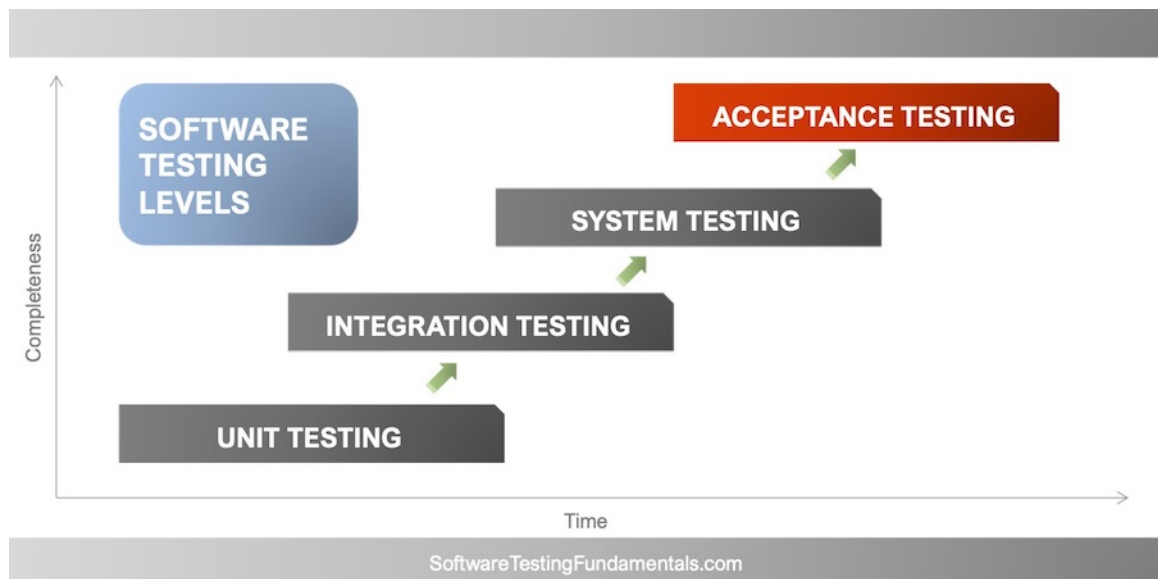 SOFTWARE
TESTING
LEVELS
ACCEPTANCE TESTING
SYSTEM TESTING
INTEGRATION TESTING
UNIT TESTING
Completeness
Time
SoftwareTestingFundamentals.com